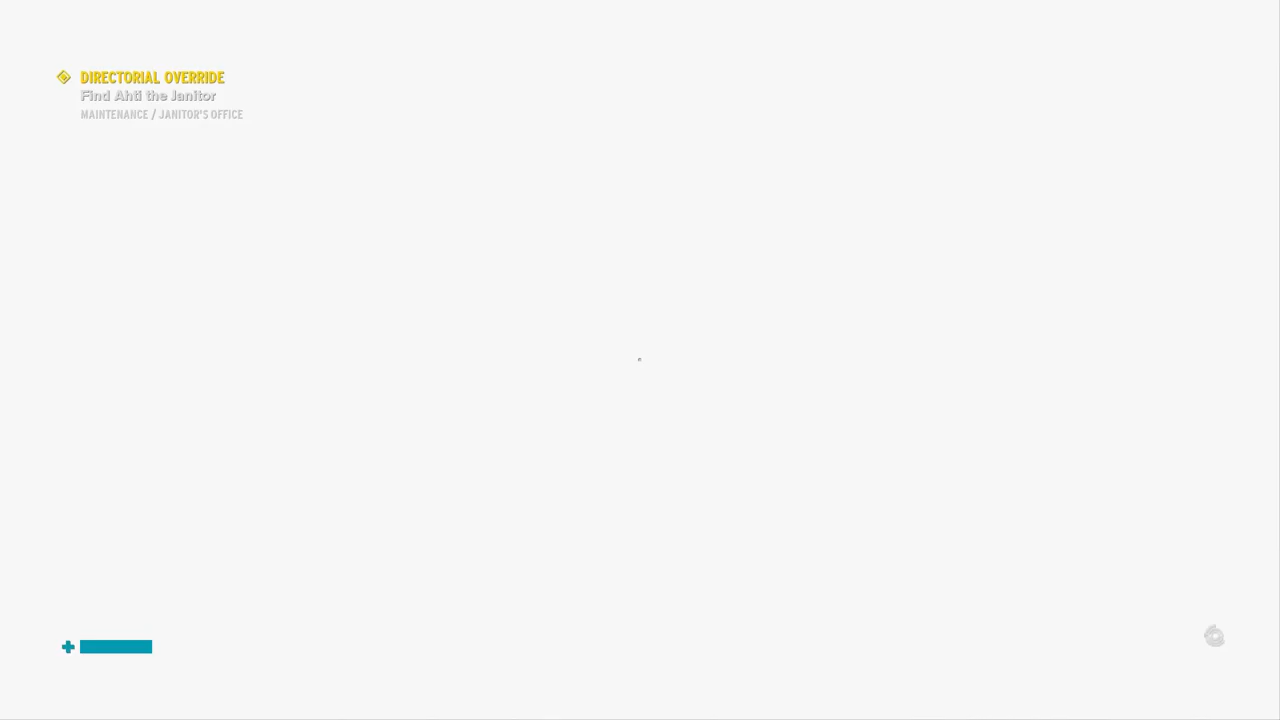 DIRECTORIAL OVERRIDE
Find Ahti the Janitor
MAINTENANCE / JANITOR'S OFFICE